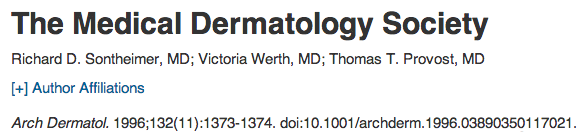 The Medical Dermatology Society
Richard D. Sontheimer, MD; Victoria Werth, MD; Thomas T. Provost, MD
[+] Author Affiliations
Arch Dermatol. 1996;132(11):1373-1374. doi:10.1001/archderm.1996.03890350117021.